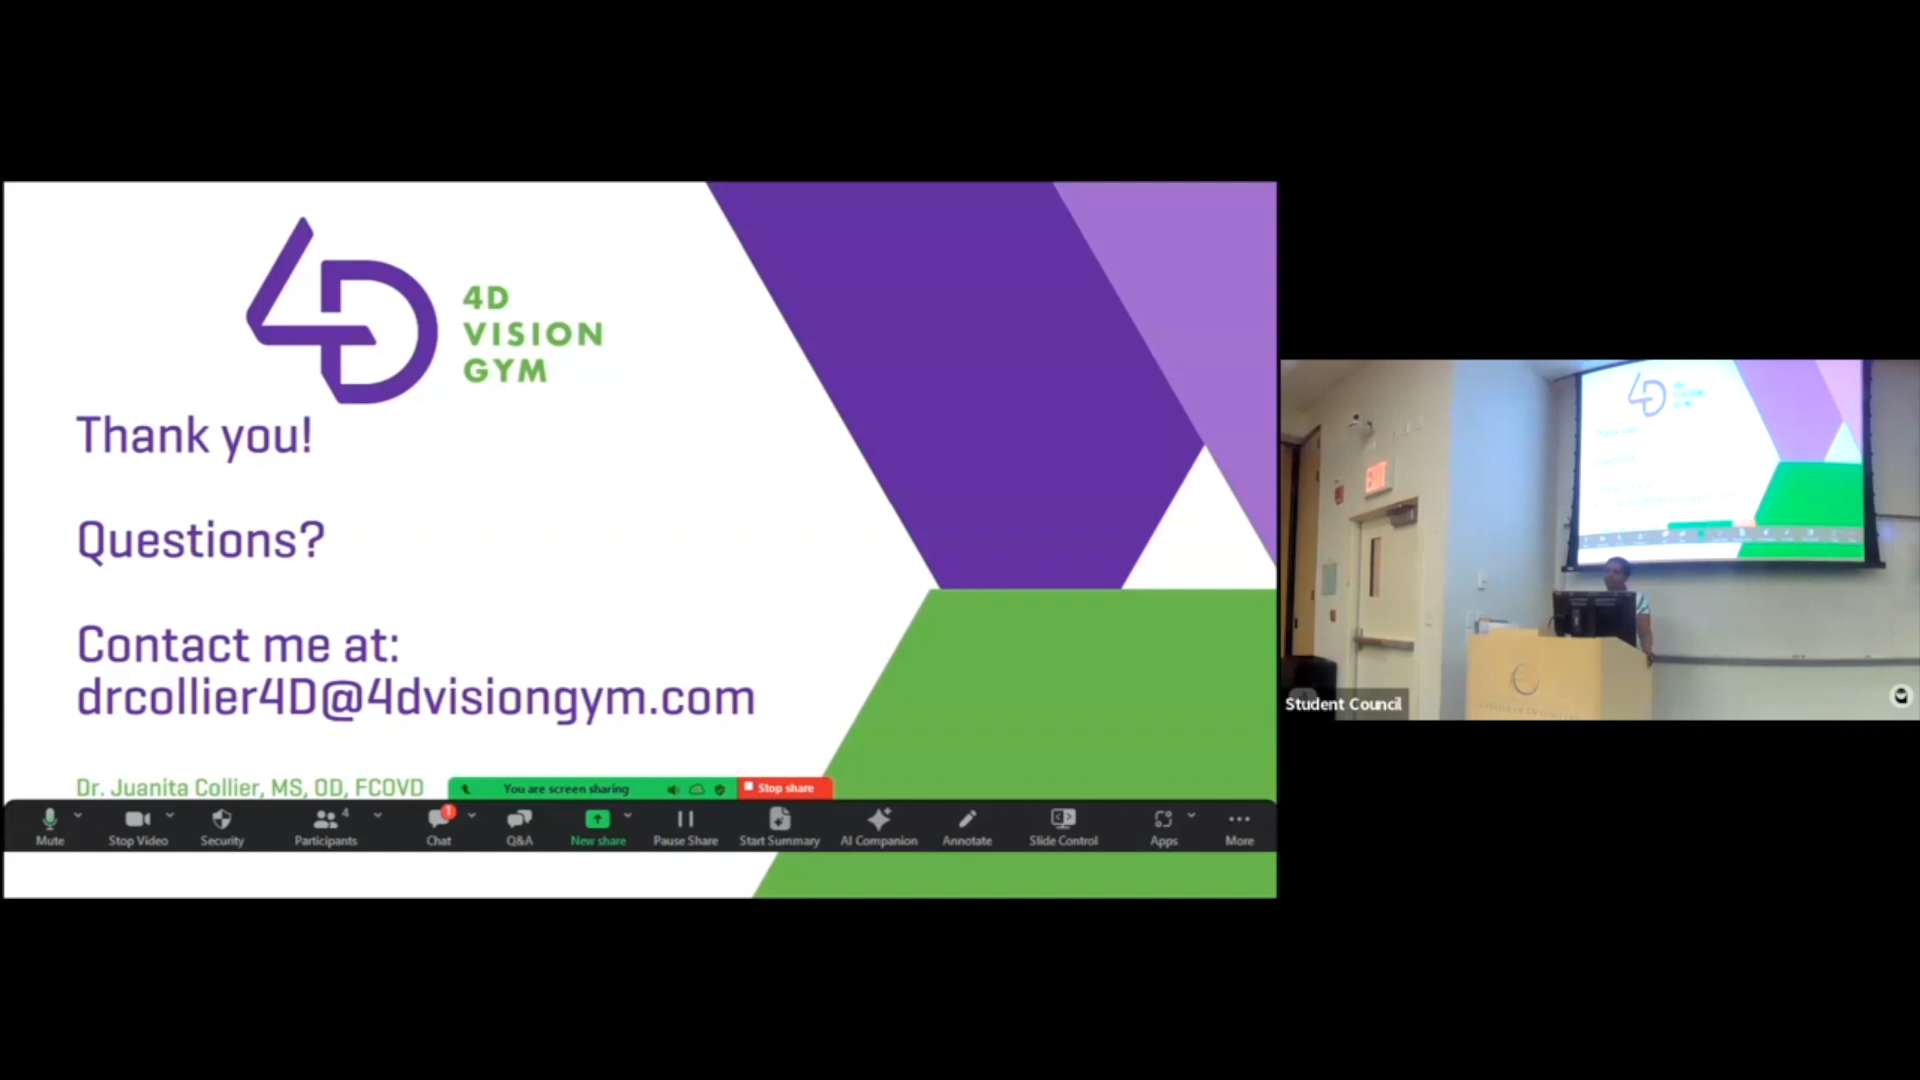 4D
4D
VISION
GYM
Thank you!
Questions?
Contact me at:
drcollier4D@4dvisiongym.com
Dr. Juanita Collier, MS, OD, FCOVD
You are screen sharing
Stop share
Mute
Stop Video
Security
4
Participants
1
Chat
Q&A
New share
Pause Share
Start Summary
AI Companion
Annotate
Slide Control
Apps
More
4D
EXIT
Student Council